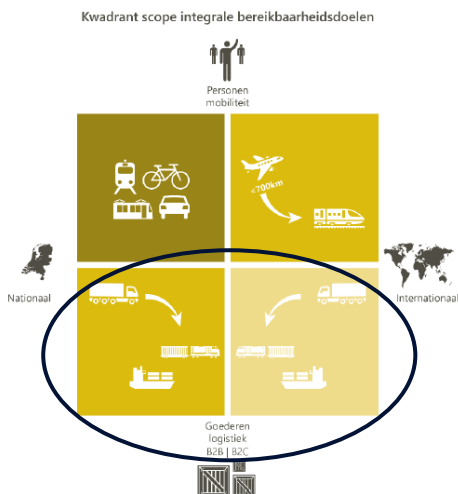 Kwadrant scope integrale bereikbaarheidsdoelen
Personen
mobiliteit
<700km
Nationaal
Internationaal
Goederen
logistiek
B2B | B2C